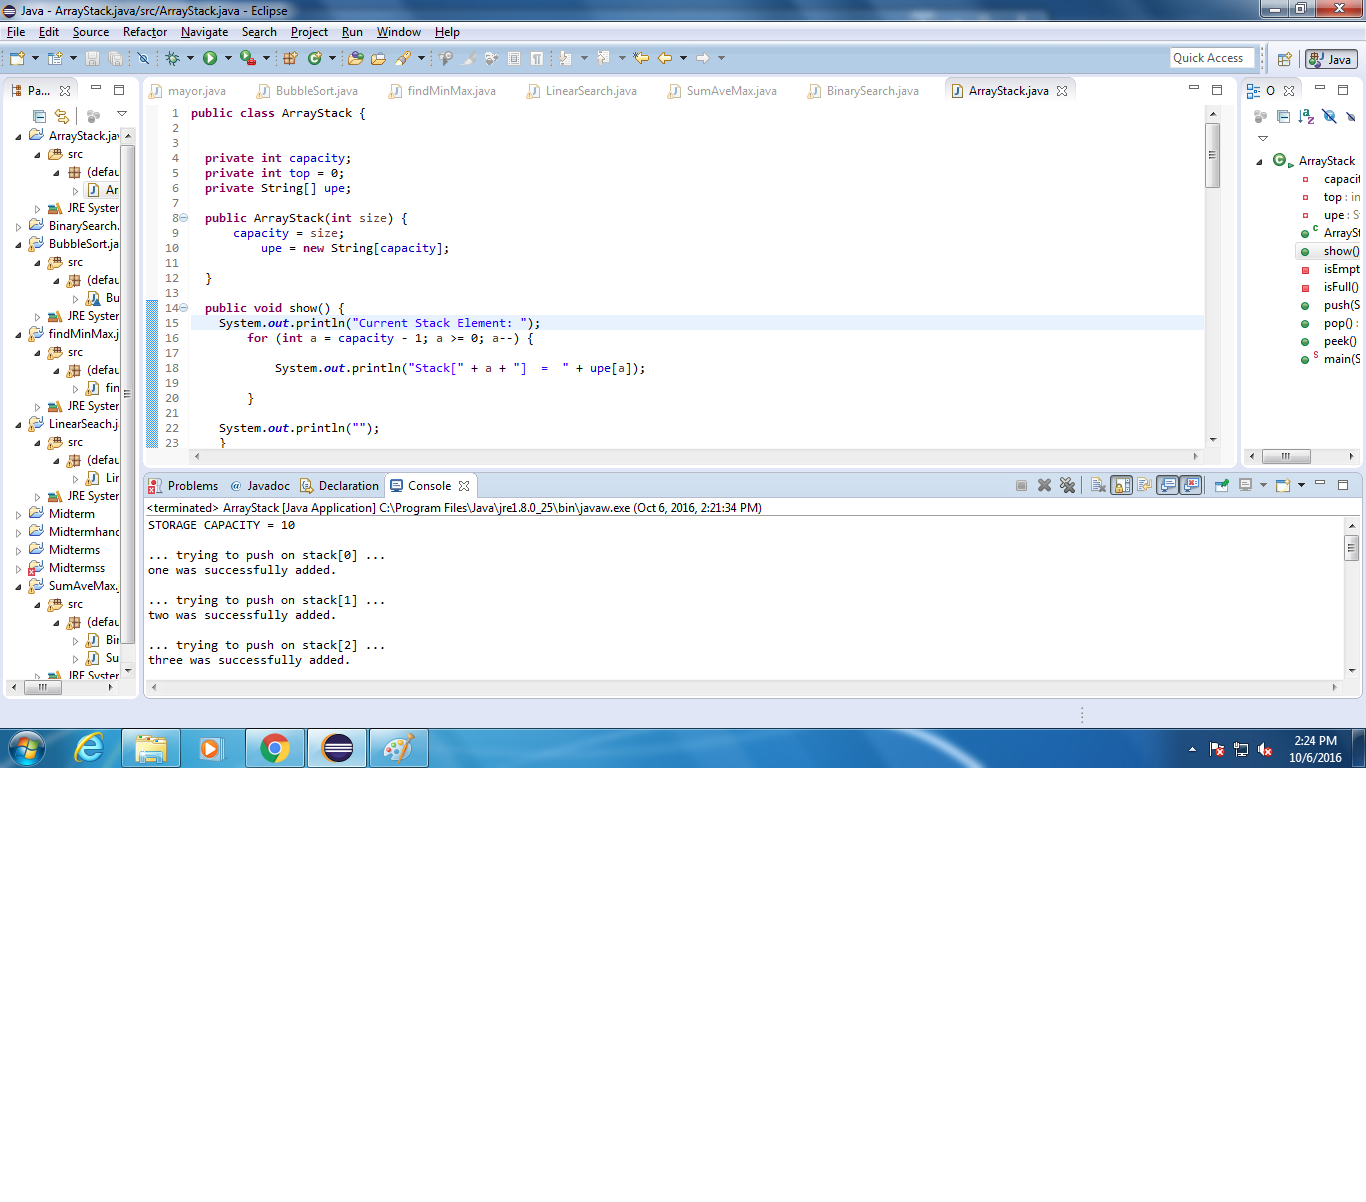 Java - ArrayStack.java/src/ArrayStack.java - Eclipse
File Edit Source Refactor Navigate Search Project Run Window Help
Quick Access
Java
Pa...
mayor.java BubbleSort.java findMinMax.java LinearSearch.java SumAveMax.java BinarySearch.java ArrayStack.java
O
ArrayStack.jav
src
(defau
Ar
JRE System
BinarySearch.
BubbleSort.ja
src
(defau
Bu
JRE System
findMinMax.j
src
(defau
fin
JRE System
LinearSeach.j
src
(defau
Lir
JRE System
Midterm
Midtermhanc
Midterms
Midtermss
SumAveMax.j
src
(defau
Bir
Su
JRE System
1 public class ArrayStack {
2
3
4 private int capacity;
5 private int top = 0;
6 private String[] upe;
7
8 public ArrayStack(int size) {
9 capacity = size;
10 upe = new String[capacity];
11
12 }
13
14 public void show() {
15 System.out.println("Current Stack Element: ");
16 for (int a = capacity - 1; a >= 0; a--) {
17
18 System.out.println("Stack[" + a + "]  =  " + upe[a]);
19
20 }
21
22 System.out.println("");
23 }
ArrayStack
capacit
top : in
upe : S
ArraySt
show()
isEmpt
isFull()
push(S
pop() :
peek()
main(S
Problems @ Javadoc Declaration Console
<terminated> ArrayStack [Java Application] C:\Program Files\Java\jre1.8.0_25\bin\javaw.exe (Oct 6, 2016, 2:21:34 PM)
STORAGE CAPACITY = 10
... trying to push on stack[0] ...
one was successfully added.
... trying to push on stack[1] ...
two was successfully added.
... trying to push on stack[2] ...
three was successfully added.
2:24 PM
10/6/2016